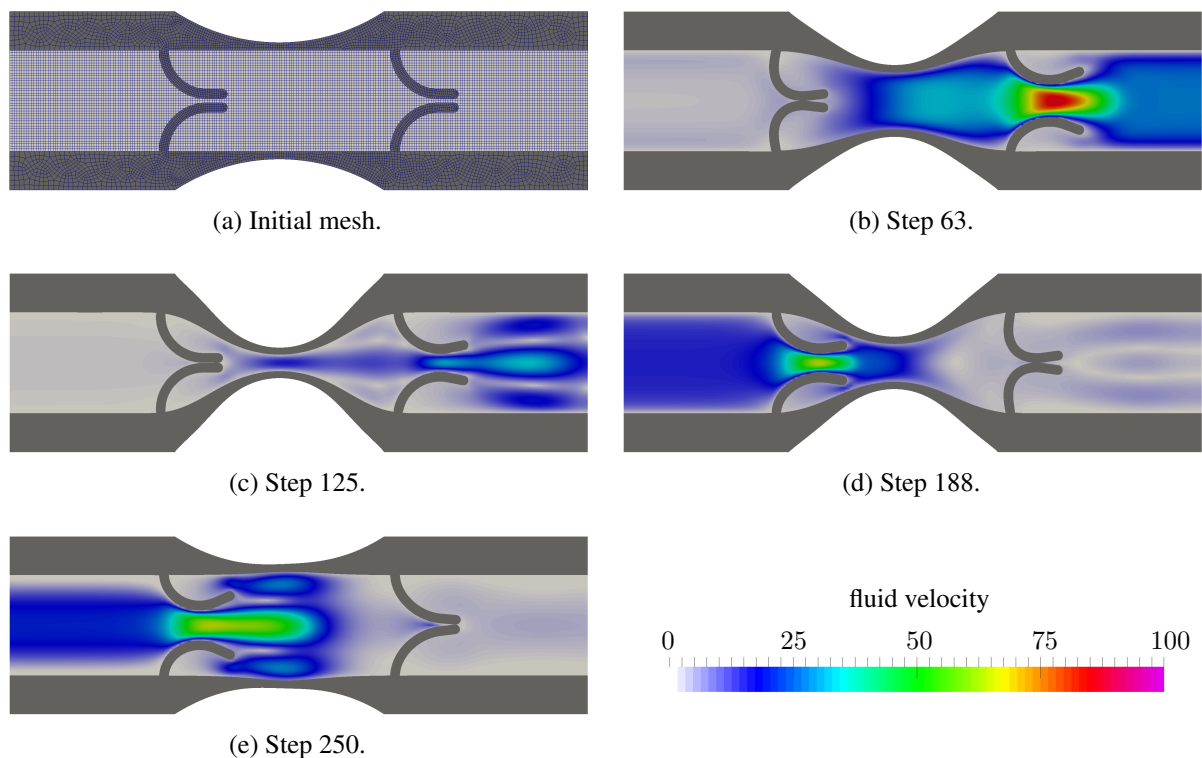 (a) Initial mesh.
(b) Step 63.
(c) Step 125.
(d) Step 188.
fluid velocity
0 25 50 75 100
(e) Step 250.